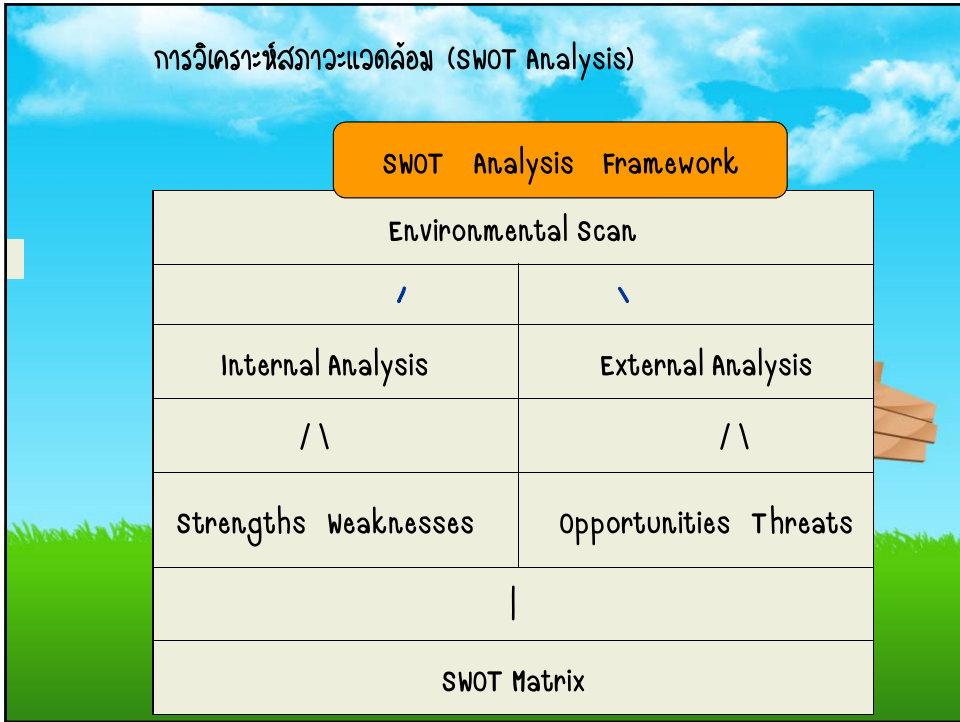 การวิเคราะห์สภาวะแวดล้อม (SWOT Analysis)
SWOT Analysis Framework
Environmental Scan
/ \
Internal Analysis External Analysis
/ \ / \
Strengths Weaknesses Opportunities Threats
|
SWOT Matrix